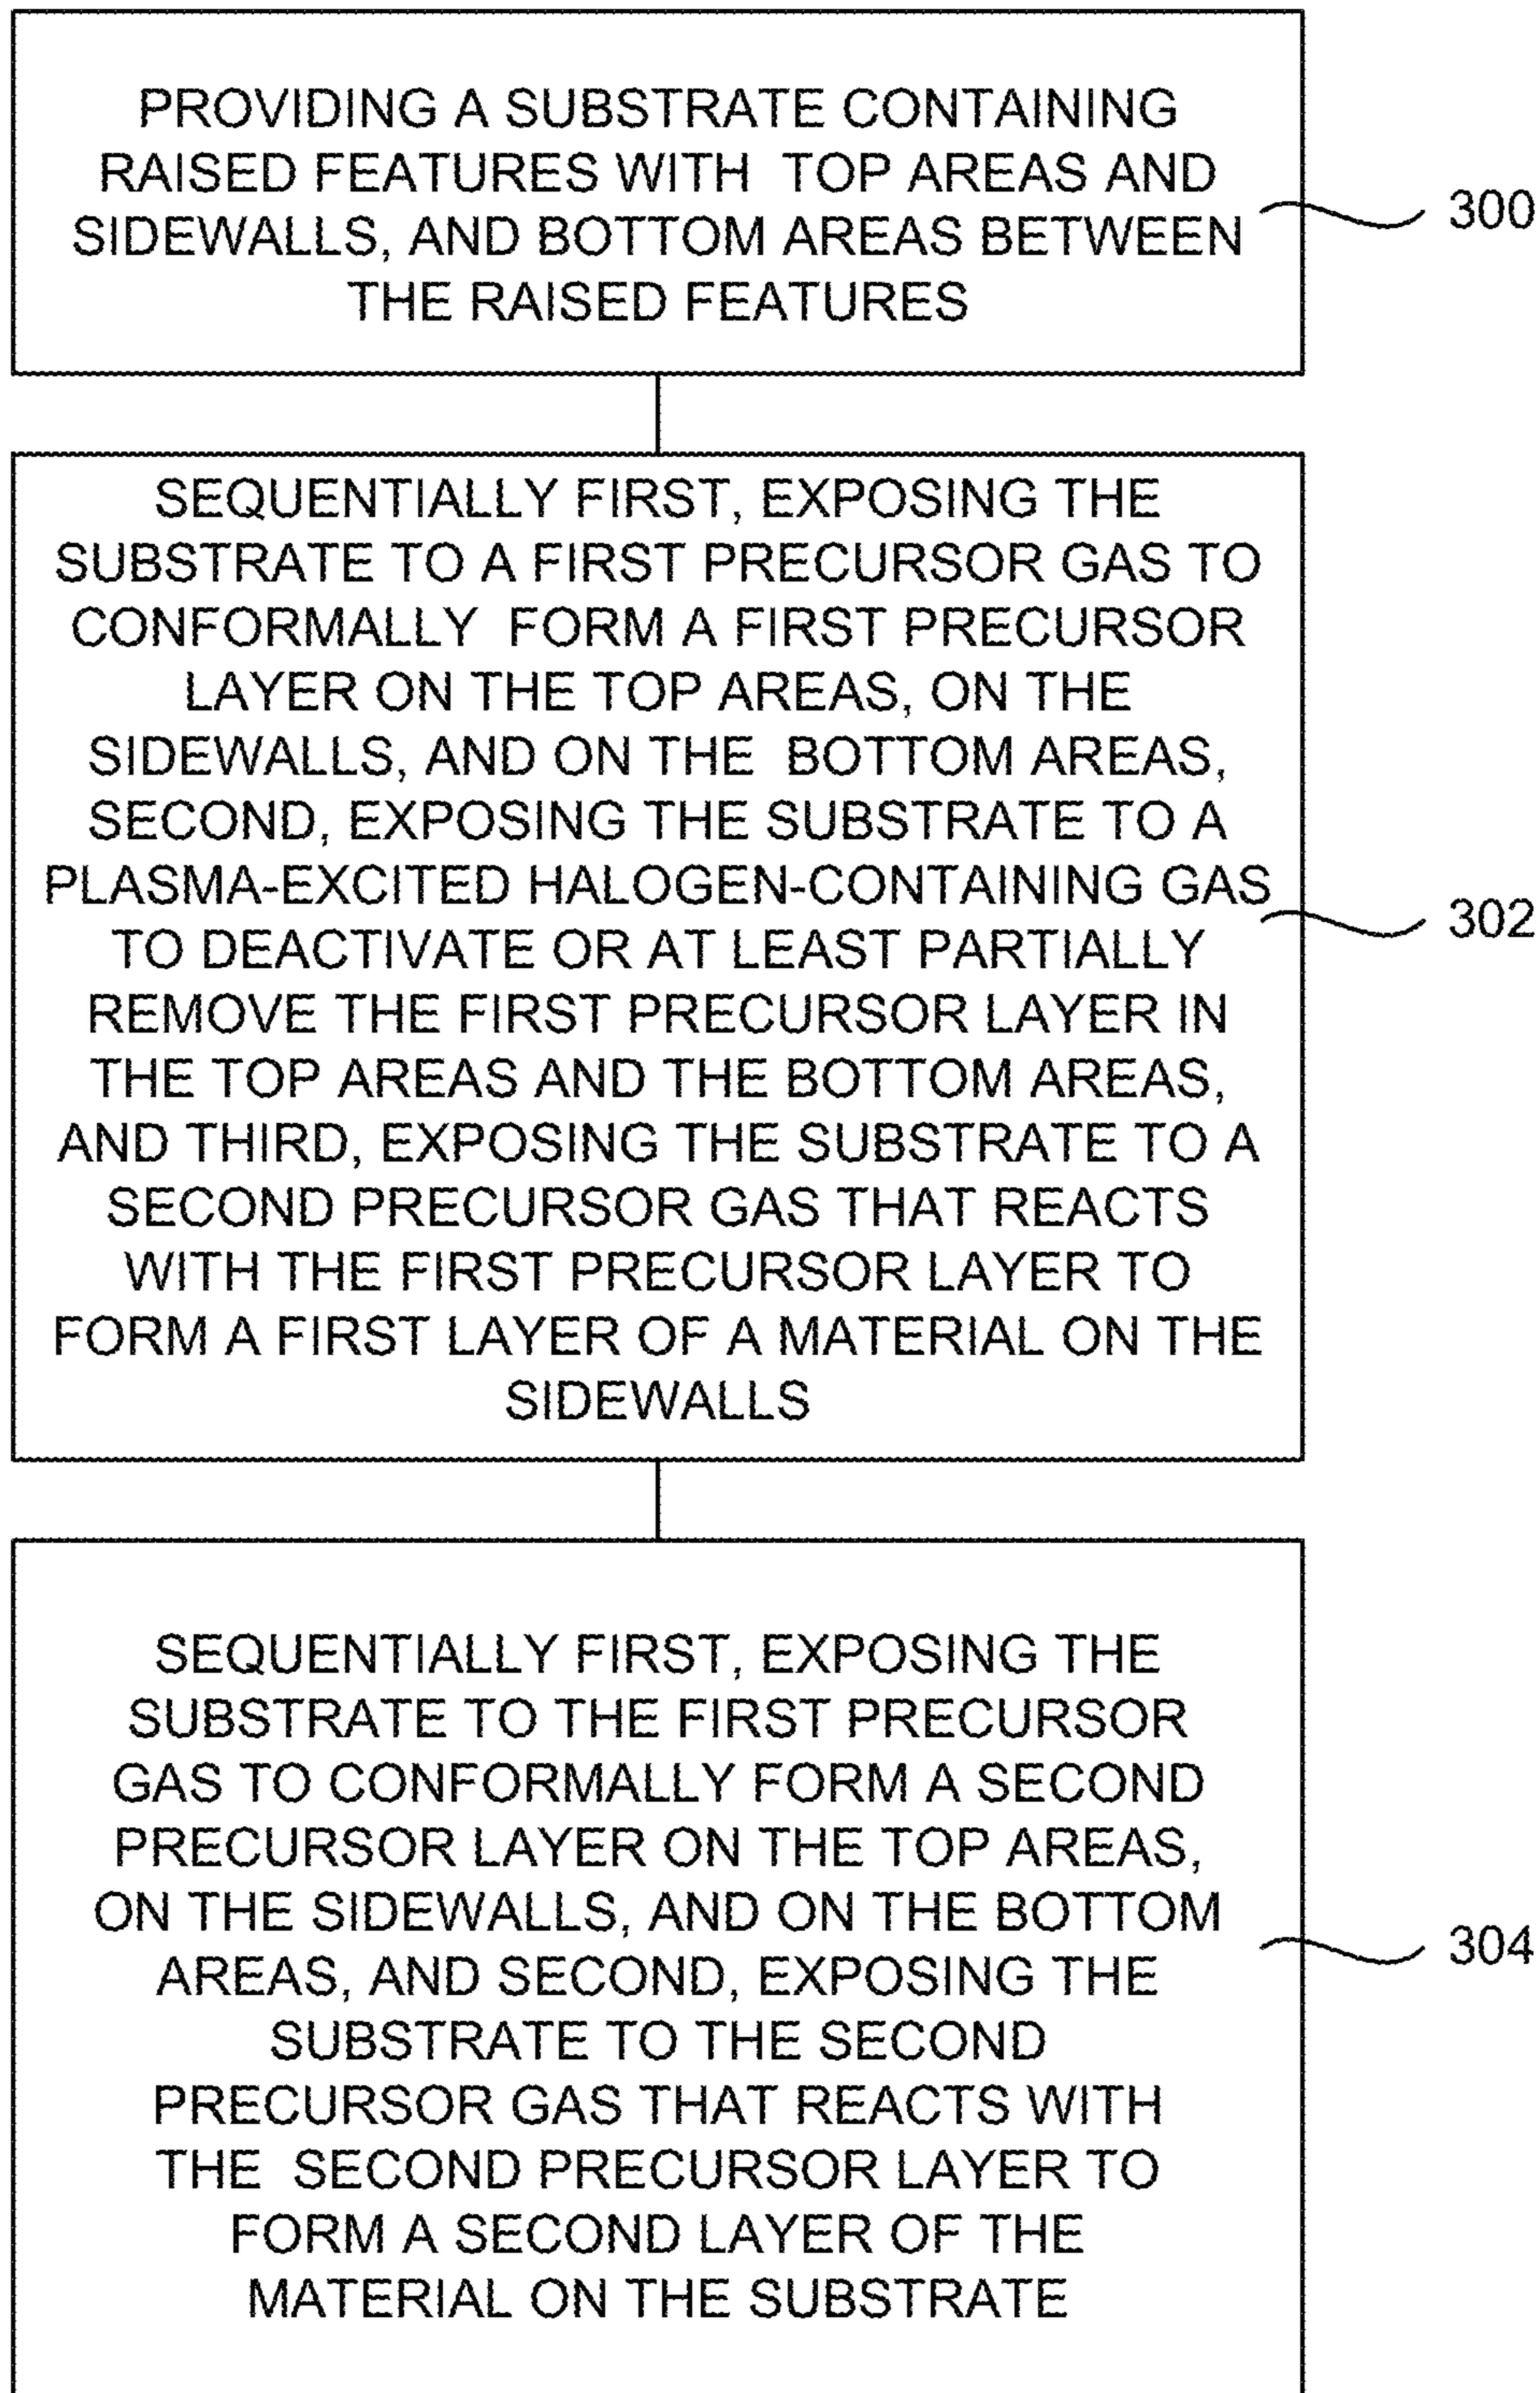 PROVIDING A SUBSTRATE CONTAINING
RAISED FEATURES WITH TOP AREAS AND
SIDEWALLS, AND BOTTOM AREAS BETWEEN
THE RAISED FEATURES
300
SEQUENTIALLY FIRST, EXPOSING THE
SUBSTRATE TO A FIRST PRECURSOR GAS TO
CONFORMALLY FORM A FIRST PRECURSOR
LAYER ON THE TOP AREAS, ON THE
SIDEWALLS, AND ON THE BOTTOM AREAS,
SECOND, EXPOSING THE SUBSTRATE TO A
PLASMA-EXCITED HALOGEN-CONTAINING GAS
TO DEACTIVATE OR AT LEAST PARTIALLY
REMOVE THE FIRST PRECURSOR LAYER IN
THE TOP AREAS AND THE BOTTOM AREAS,
AND THIRD, EXPOSING THE SUBSTRATE TO A
SECOND PRECURSOR GAS THAT REACTS
WITH THE FIRST PRECURSOR LAYER TO
FORM A FIRST LAYER OF A MATERIAL ON THE
SIDEWALLS
302
SEQUENTIALLY FIRST, EXPOSING THE
SUBSTRATE TO THE FIRST PRECURSOR
GAS TO CONFORMALLY FORM A SECOND
PRECURSOR LAYER ON THE TOP AREAS,
ON THE SIDEWALLS, AND ON THE BOTTOM
AREAS, AND SECOND, EXPOSING THE
SUBSTRATE TO THE SECOND
PRECURSOR GAS THAT REACTS WITH
THE SECOND PRECURSOR LAYER TO
FORM A SECOND LAYER OF THE
MATERIAL ON THE SUBSTRATE
304